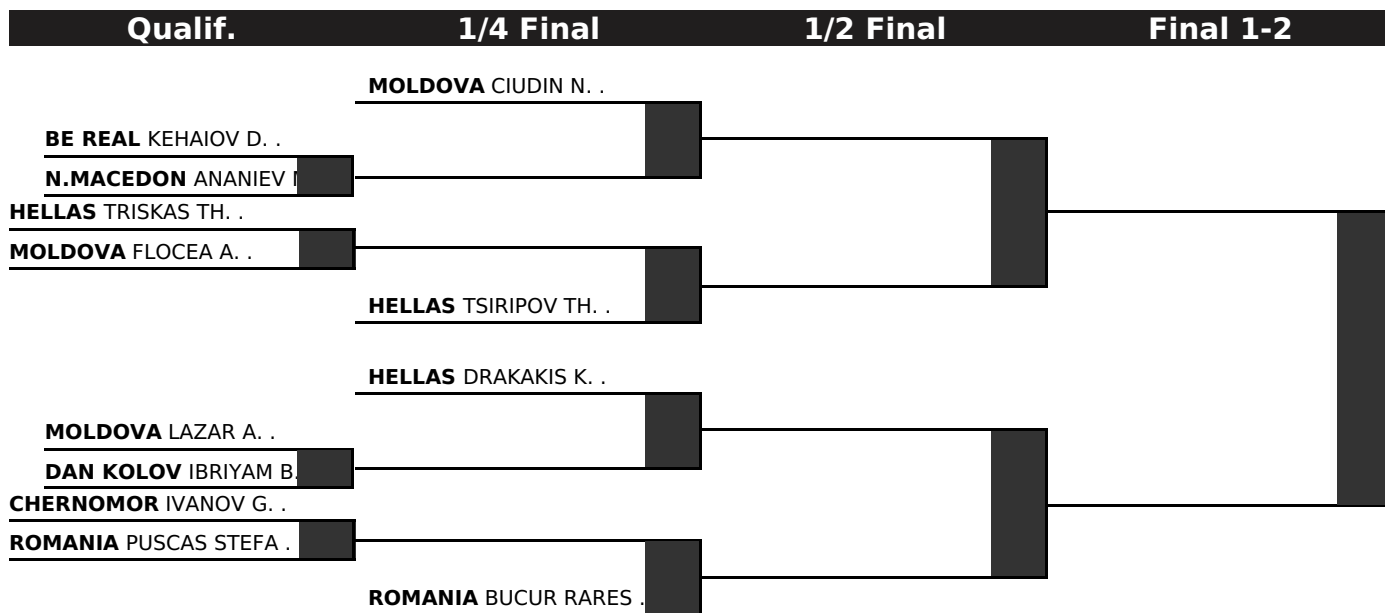 Qualif. 1/4 Final 1/2 Final Final 1-2
MOLDOVA CIUDIN N. .
BE REAL KEHAIOV D. .
N.MACEDON ANANIEV
HELLAS TRISKAS TH. .
MOLDOVA FLOCEA A. .
HELLAS TSIRIPOV TH. .
HELLAS DRAKAKIS K. .
MOLDOVA LAZAR A. .
DAN KOLOV IBRIYAM B.
CHERNOMOR IVANOV G. .
ROMANIA PUSCAS STEFA .
ROMANIA BUCUR RARES .